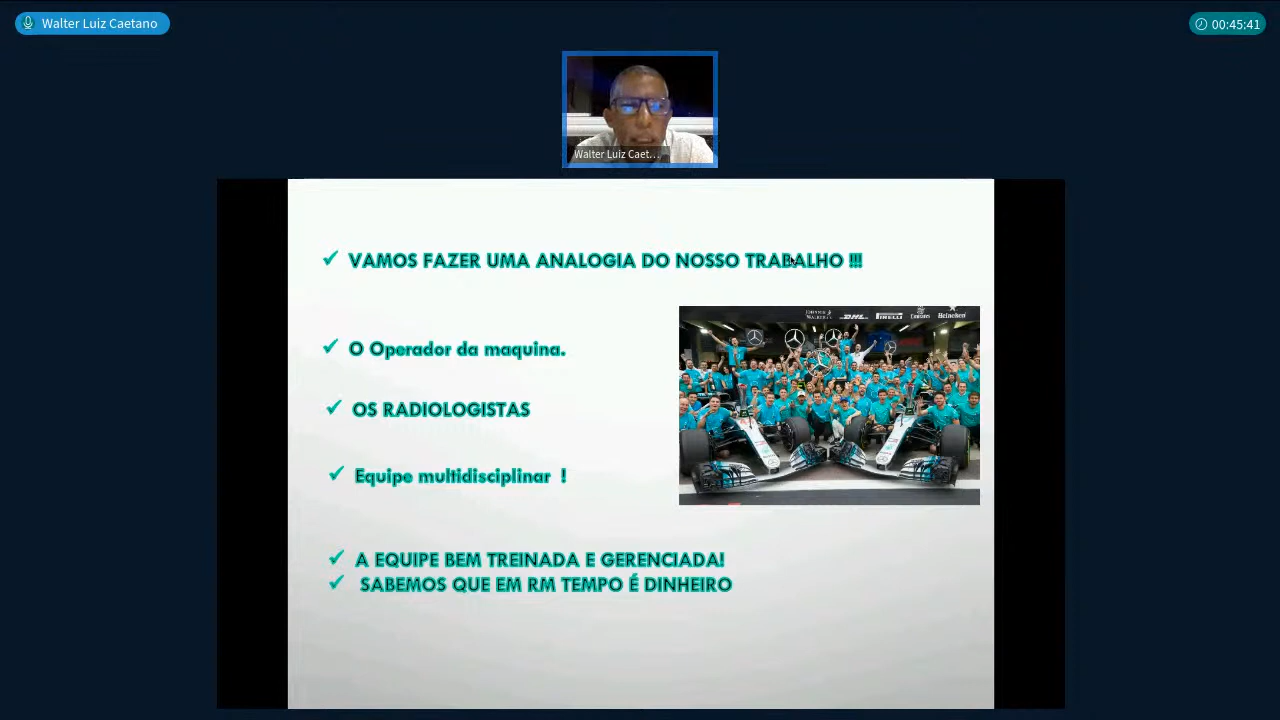 Walter Luiz Caetano
00:45:41
Walter Luiz Caet...
VAMOS FAZER UMA ANALOGIA DO NOSSO TRABALHO !!!
DHL
PIRELLI
Emirates
Heineken
O Operador da maquina.
OS RADIOLOGISTAS
Equipe multidisciplinar !
A EQUIPE BEM TREINADA E GERENCIADA!
SABEMOS QUE EM RM TEMPO É DINHEIRO